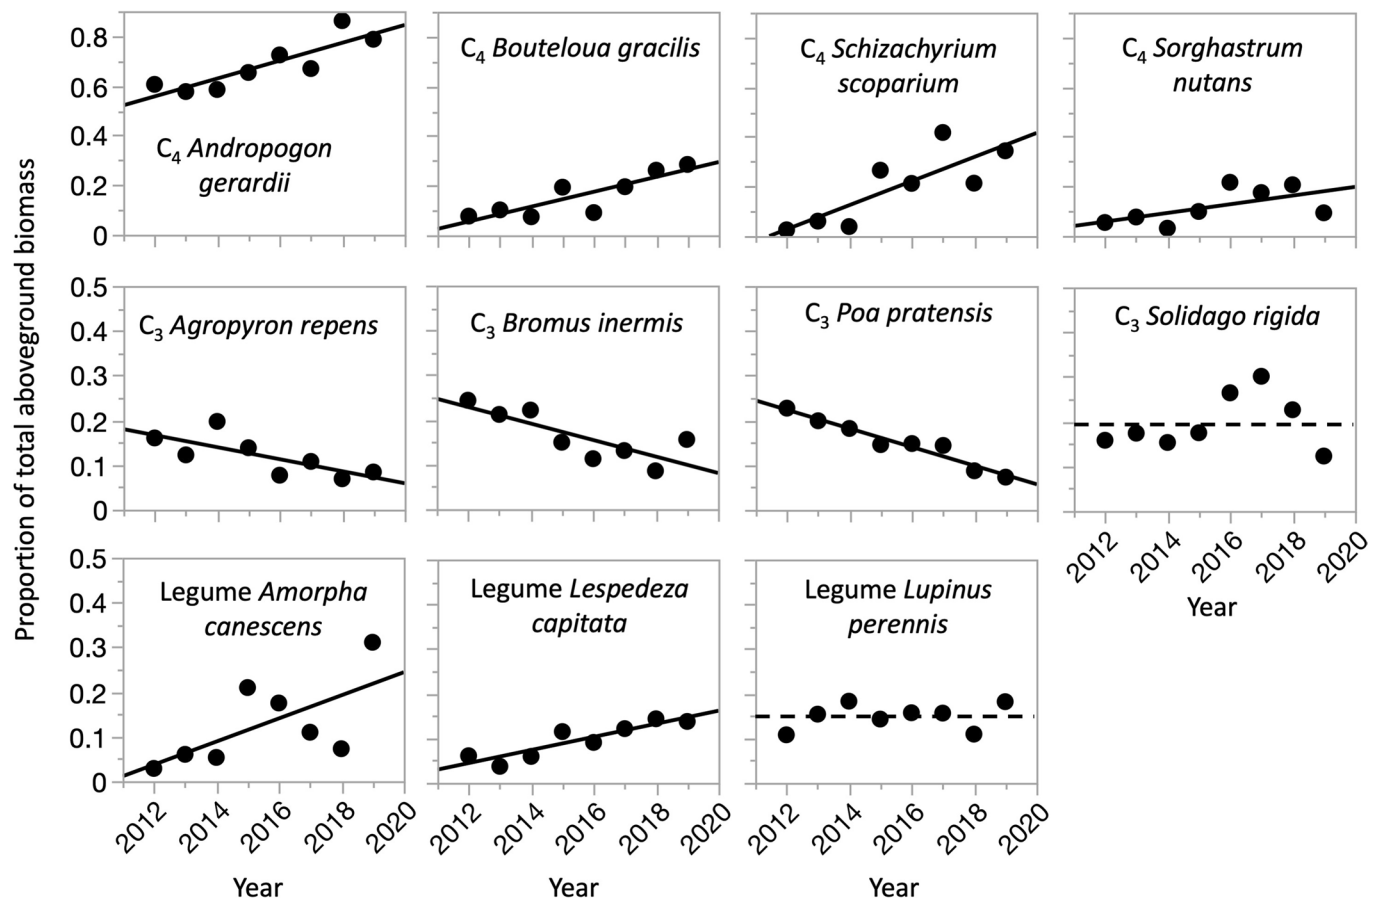 Proportion of total aboveground biomass
0.8
0.6
0.4
0.2
0
C4 Andropogon
gerardii
C4 Bouteloua gracilis
C4 Schizachyrium
scoparium
C4 Sorghastrum
nutans
0.5
0.4
0.3
0.2
0.1
0
C3 Agropyron repens
C3 Bromus inermis
C3 Poa pratensis
C3 Solidago rigida
2012
2014
2016
2018
2020
Year
0.5
0.4
0.3
0.2
0.1
0
Legume Amorpha
canescens
2012
2014
2016
2018
2020
Year
Legume Lespedeza
capitata
2012
2014
2016
2018
2020
Year
Legume Lupinus
perennis
2012
2014
2016
2018
2020
Year